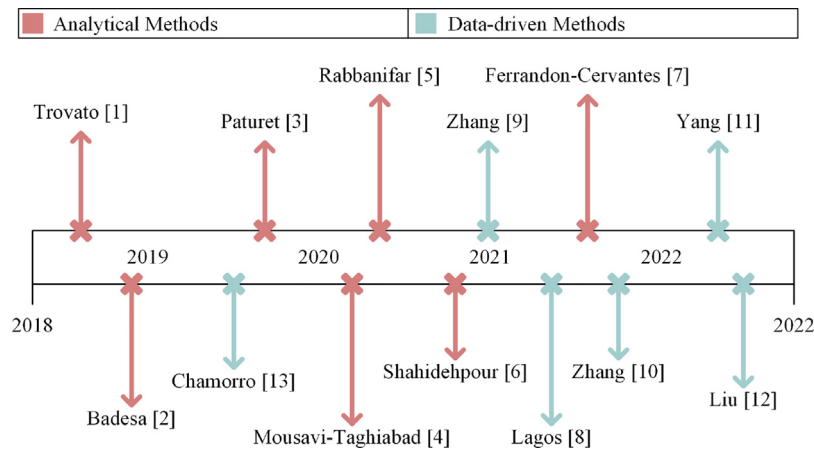 Analytical Methods
Data-driven Methods
Rabbanifar [5]
Ferrandon-Cervantes [7]
Trovato [1]
Paturet [3]
Zhang [9]
Yang [11]
2019
2020
2021
2022
2018
2022
Chamorro [13]
Shahidehpour [6]
Zhang [10]
Liu [12]
Badesa [2]
Mousavi-Taghiabad [4]
Lagos [8]